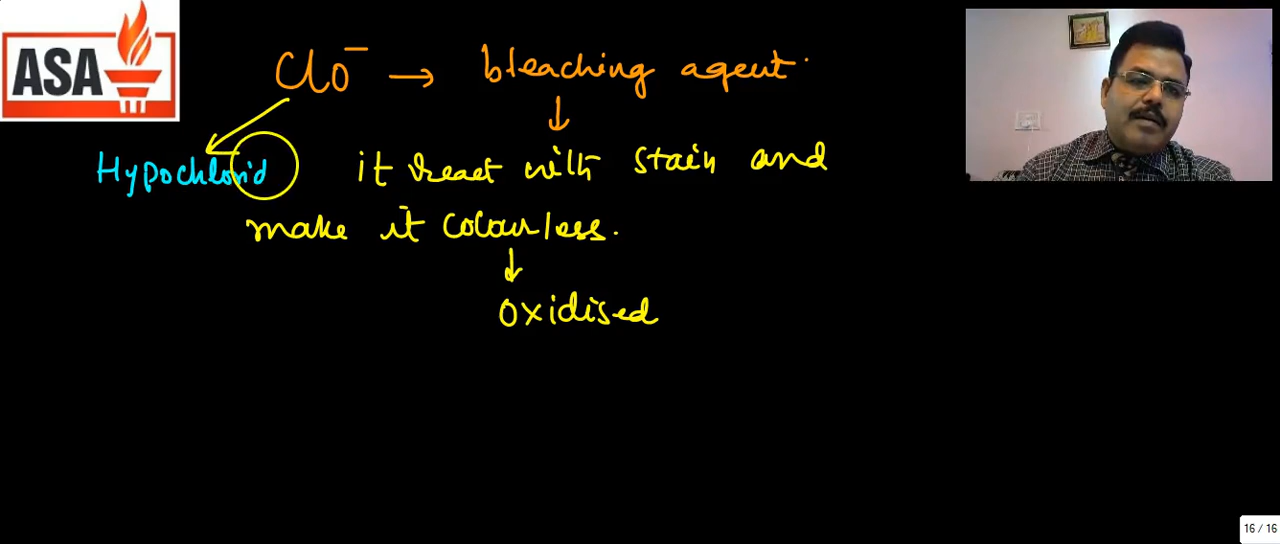 ASA
ClO⁻ → bleaching agent.
Hypochlorid it react with stain and
make it colourless.
Oxidised
16 / 16